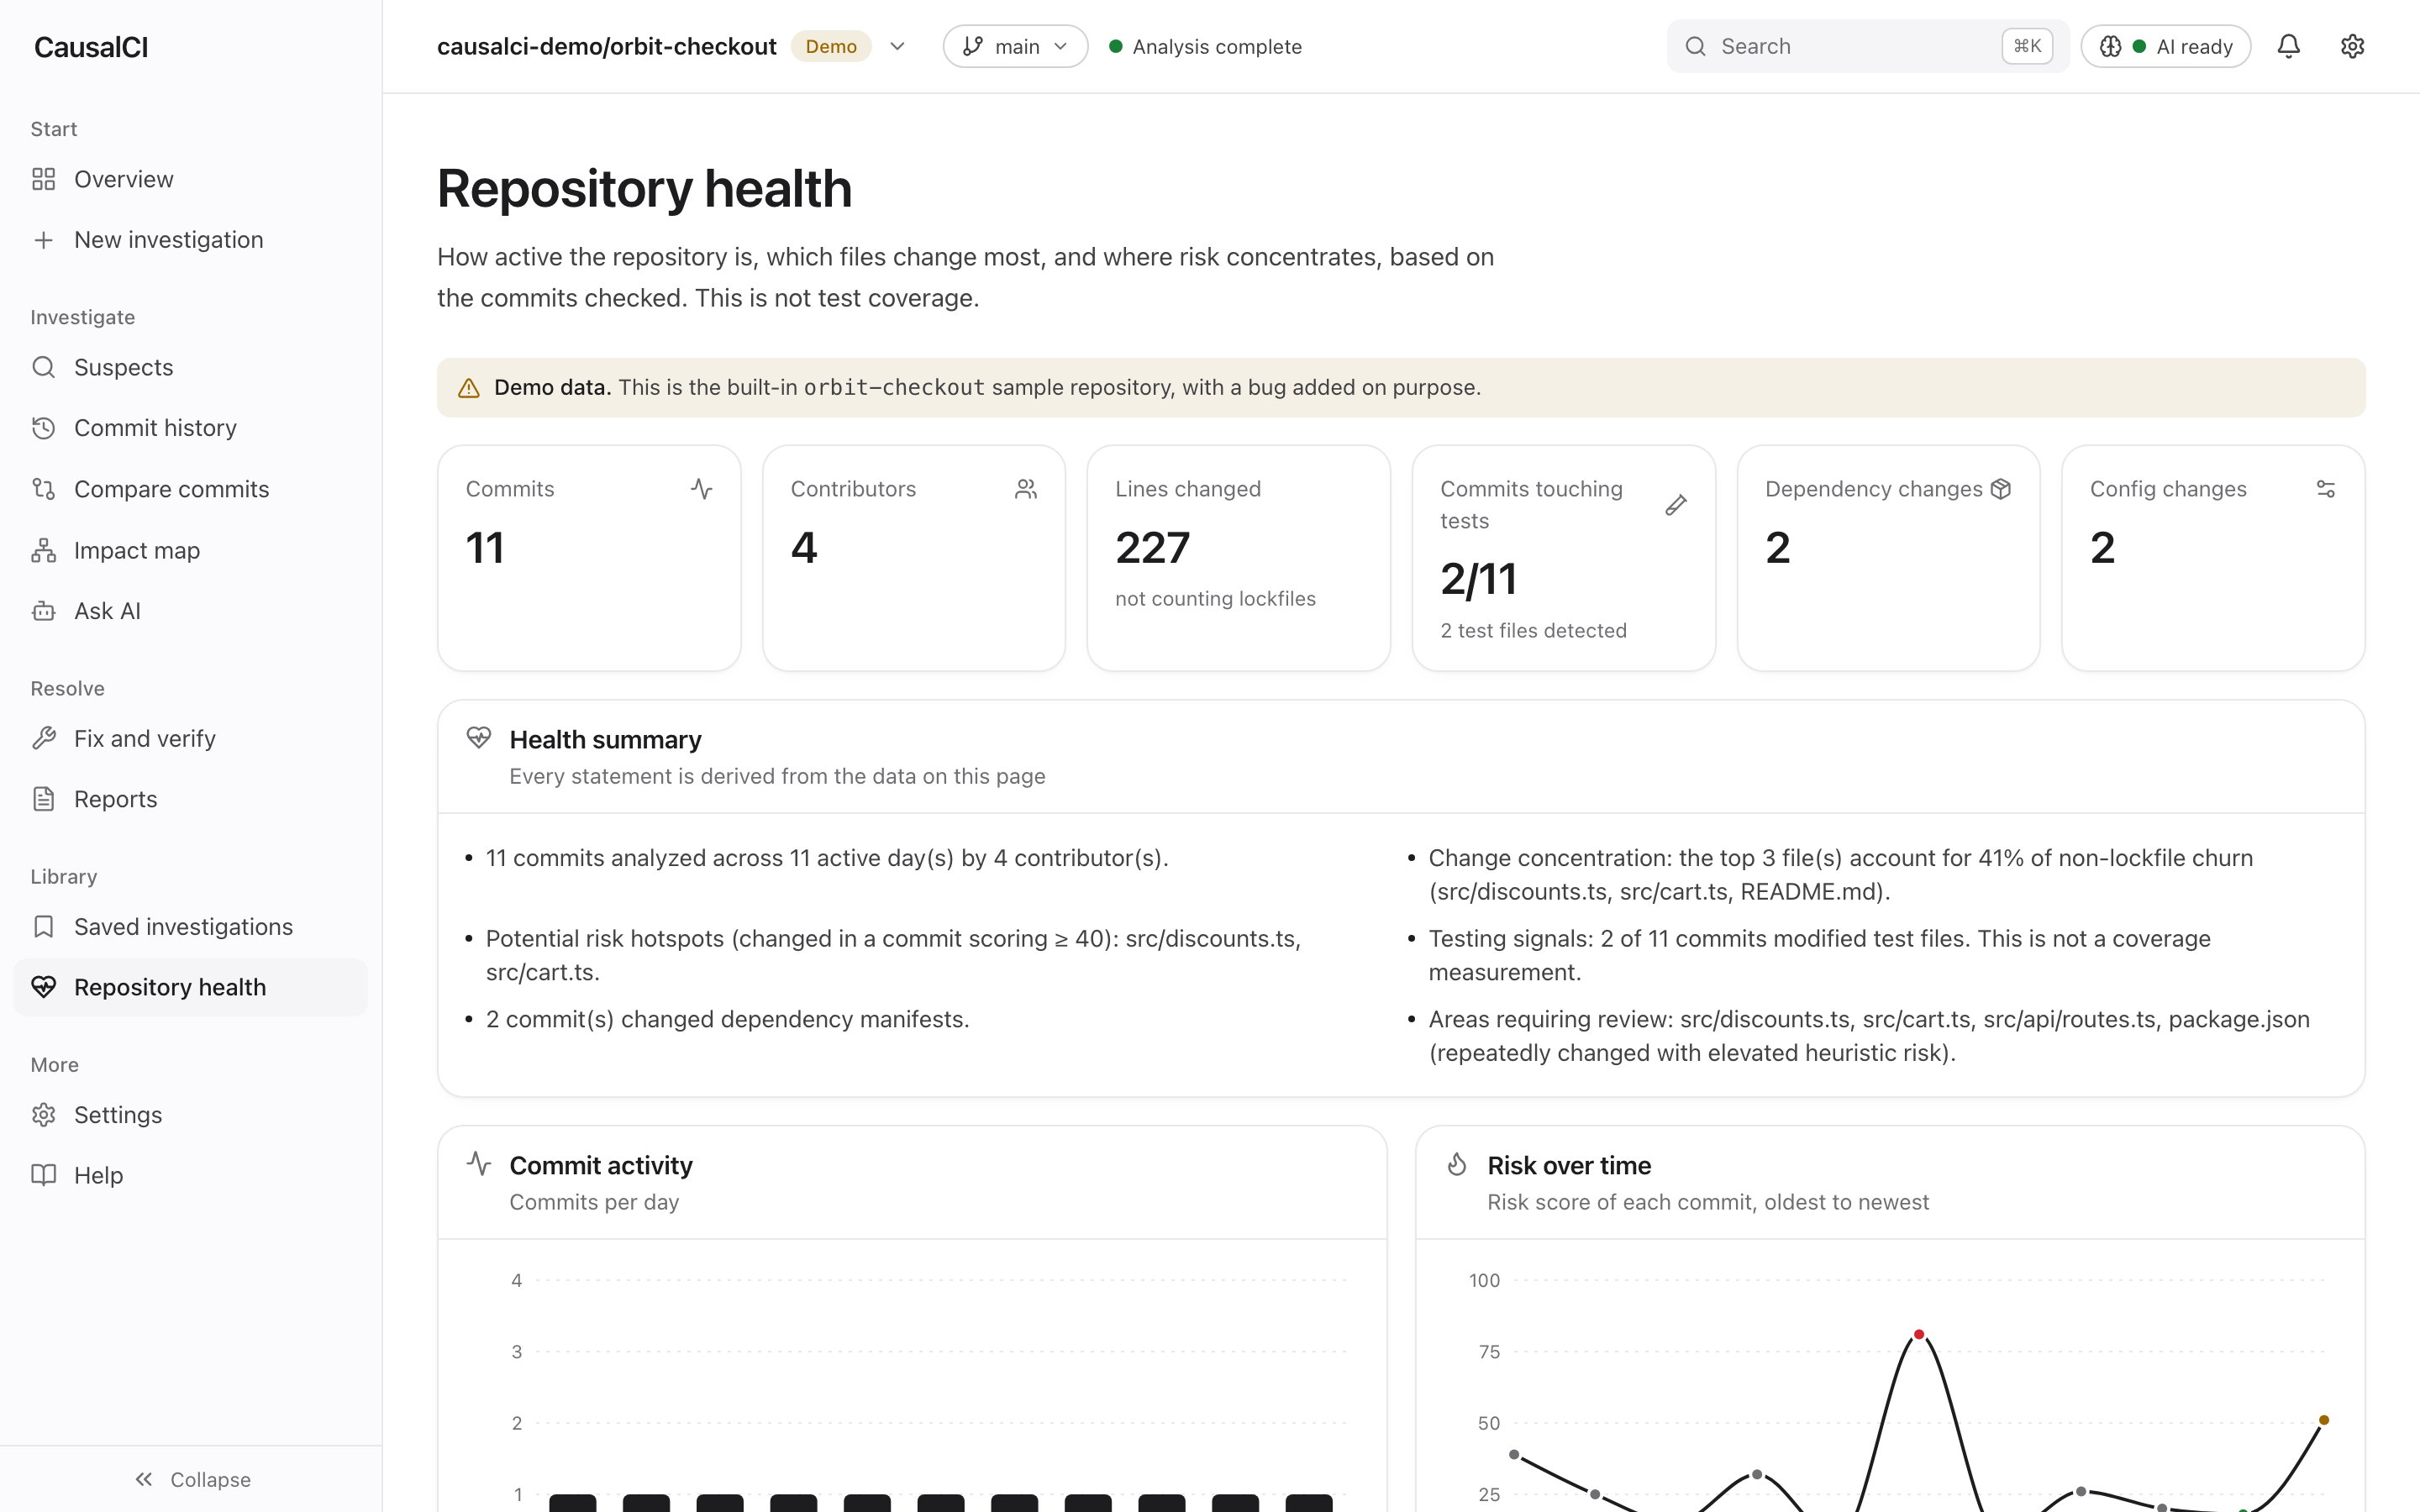 CausalCI
Start
Overview
New investigation
Investigate
Suspects
Commit history
Compare commits
Impact map
Ask AI
Resolve
Fix and verify
Reports
Library
Saved investigations
Repository health
More
Settings
Help
Collapse
causalci-demo/orbit-checkout Demo main Analysis complete Search ⌘K AI ready
Repository health
How active the repository is, which files change most, and where risk concentrates, based on
the commits checked. This is not test coverage.
Demo data. This is the built-in orbit-checkout sample repository, with a bug added on purpose.
Commits
11
Contributors
4
Lines changed
227
not counting lockfiles
Commits touching
tests
2/11
2 test files detected
Dependency changes
2
Config changes
2
Health summary
Every statement is derived from the data on this page
• 11 commits analyzed across 11 active day(s) by 4 contributor(s).
• Change concentration: the top 3 file(s) account for 41% of non-lockfile churn
(src/discounts.ts, src/cart.ts, README.md).
• Potential risk hotspots (changed in a commit scoring ≥ 40): src/discounts.ts,
src/cart.ts.
• Testing signals: 2 of 11 commits modified test files. This is not a coverage
measurement.
• 2 commit(s) changed dependency manifests.
• Areas requiring review: src/discounts.ts, src/cart.ts, src/api/routes.ts, package.json
(repeatedly changed with elevated heuristic risk).
Commit activity
Commits per day
4
3
2
1
Risk over time
Risk score of each commit, oldest to newest
100
75
50
25